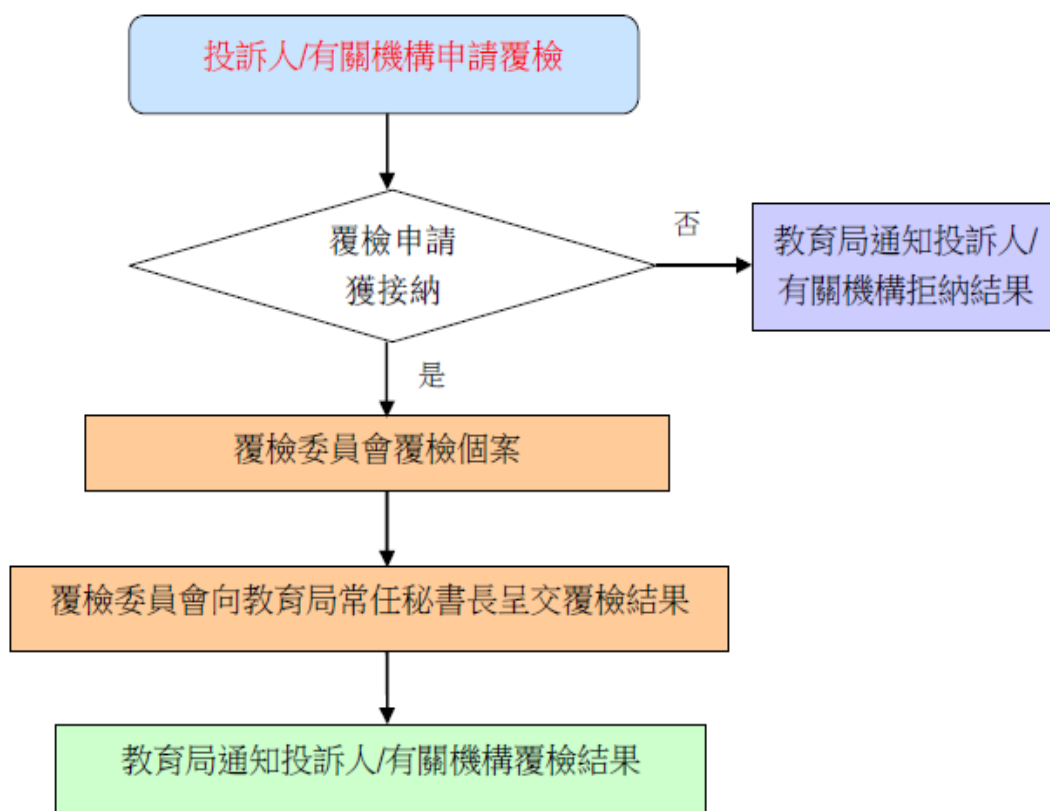 投訴人/有關機構申請覆檢
覆檢申請
獲接納
否
教育局通知投訴人/
有關機構拒納結果
是
覆檢委員會覆檢個案
覆檢委員會向教育局常任秘書長呈交覆檢結果
教育局通知投訴人/有關機構覆檢結果